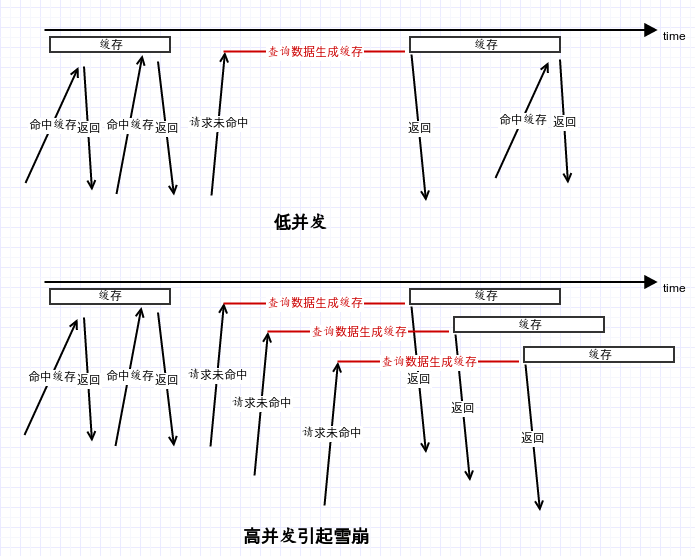 time
缓存
查询数据生成缓存
缓存
命中缓存
返回
命中缓存
返回
请求未命中
返回
命中缓存
返回
低并发
time
缓存
查询数据生成缓存
缓存
查询数据生成缓存
缓存
查询数据生成缓存
缓存
命中缓存
返回
命中缓存
返回
请求未命中
返回
请求未命中
返回
请求未命中
返回
高并发引起雪崩